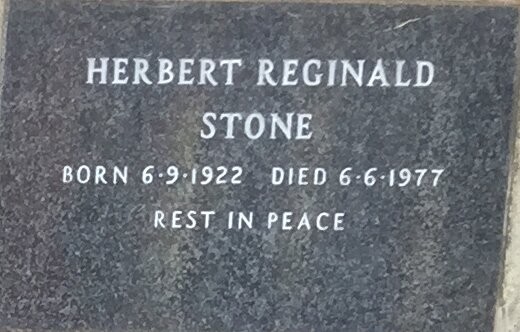 HERBERT REGINALD
STONE
BORN 6·9·1922 DIED 6·6·1977
REST IN PEACE